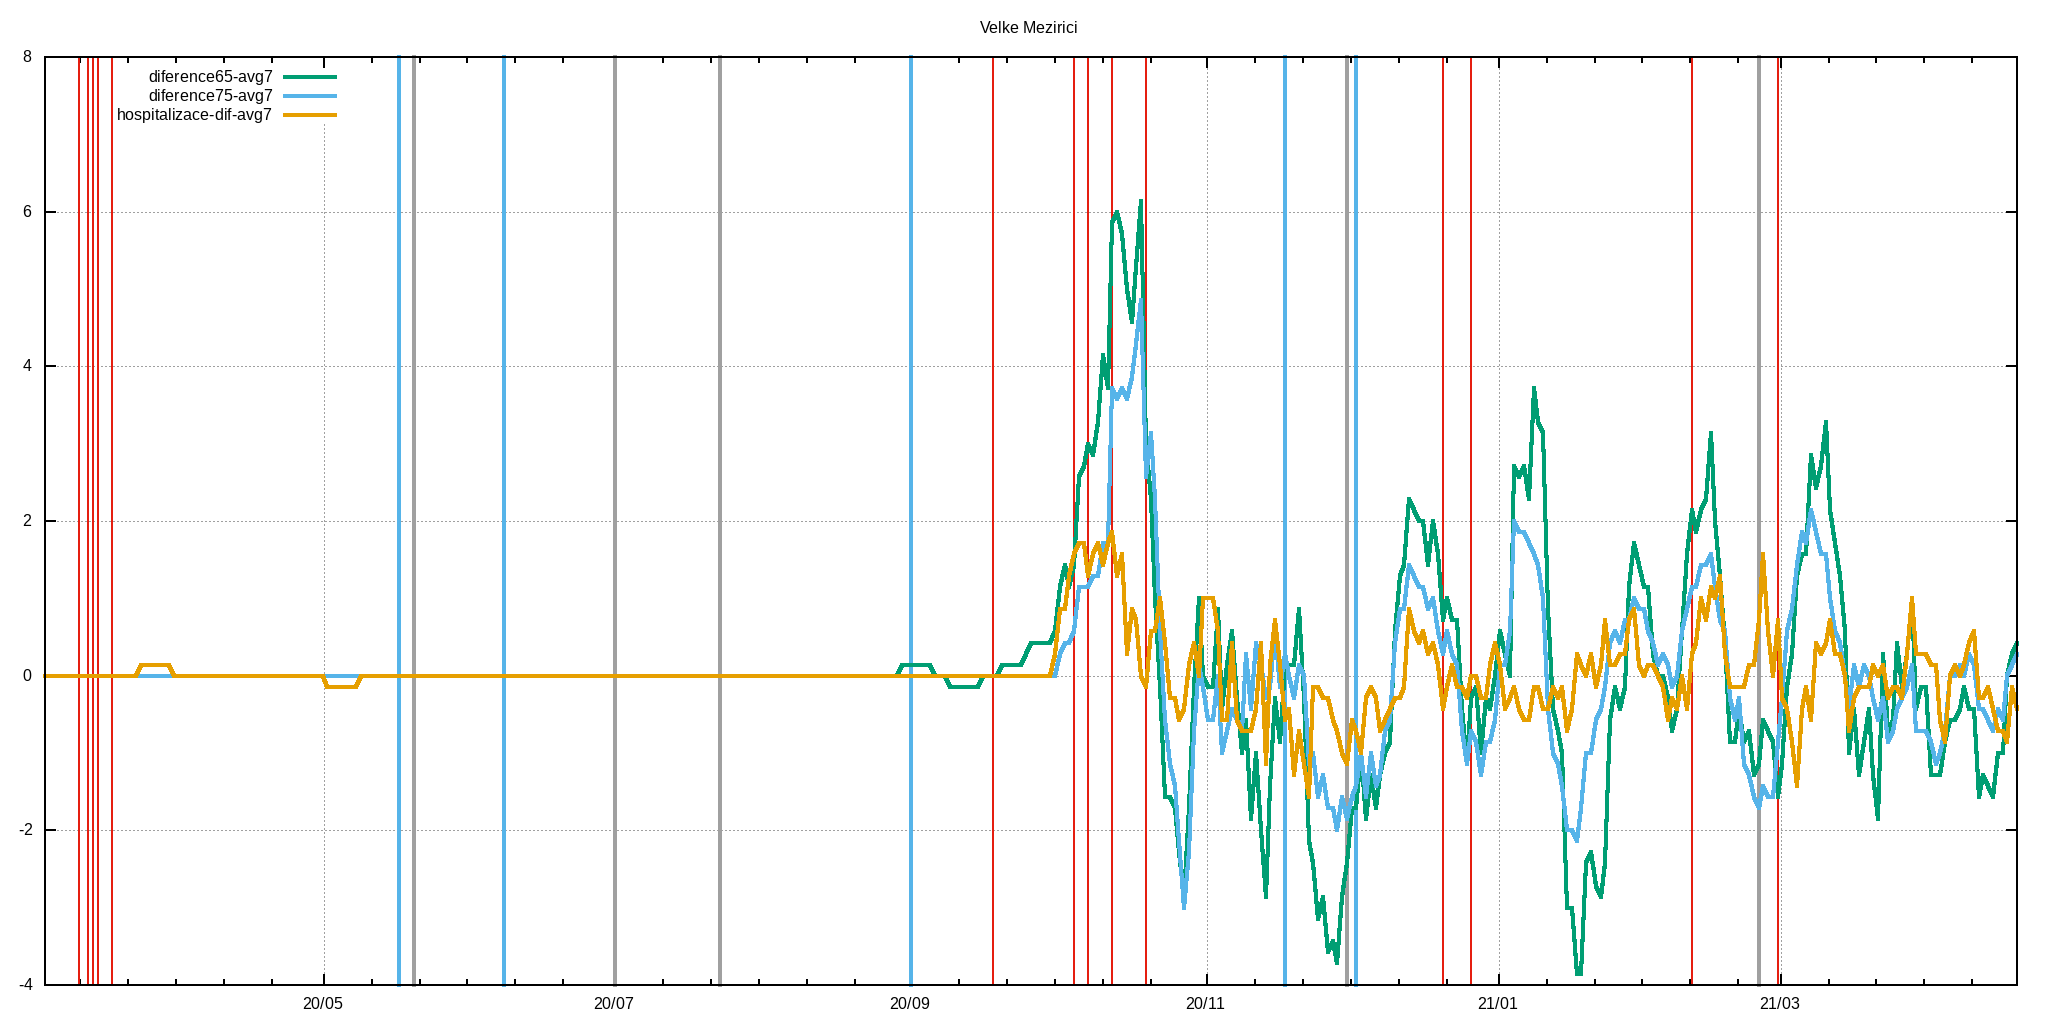 Velke Mezirici
diference65-avg7
diference75-avg7
hospitalizace-dif-avg7
8
6
4
2
0
-2
-4
20/05 20/07 20/09 20/11 21/01 21/03